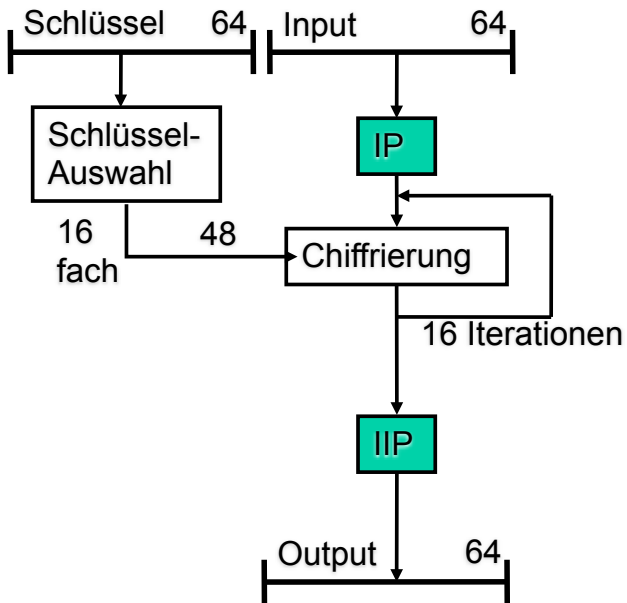 Schlüssel 64
Input 64
Schlüssel-
Auswahl
IP
16
fach
48
Chiffrierung
16 Iterationen
IIP
Output 64